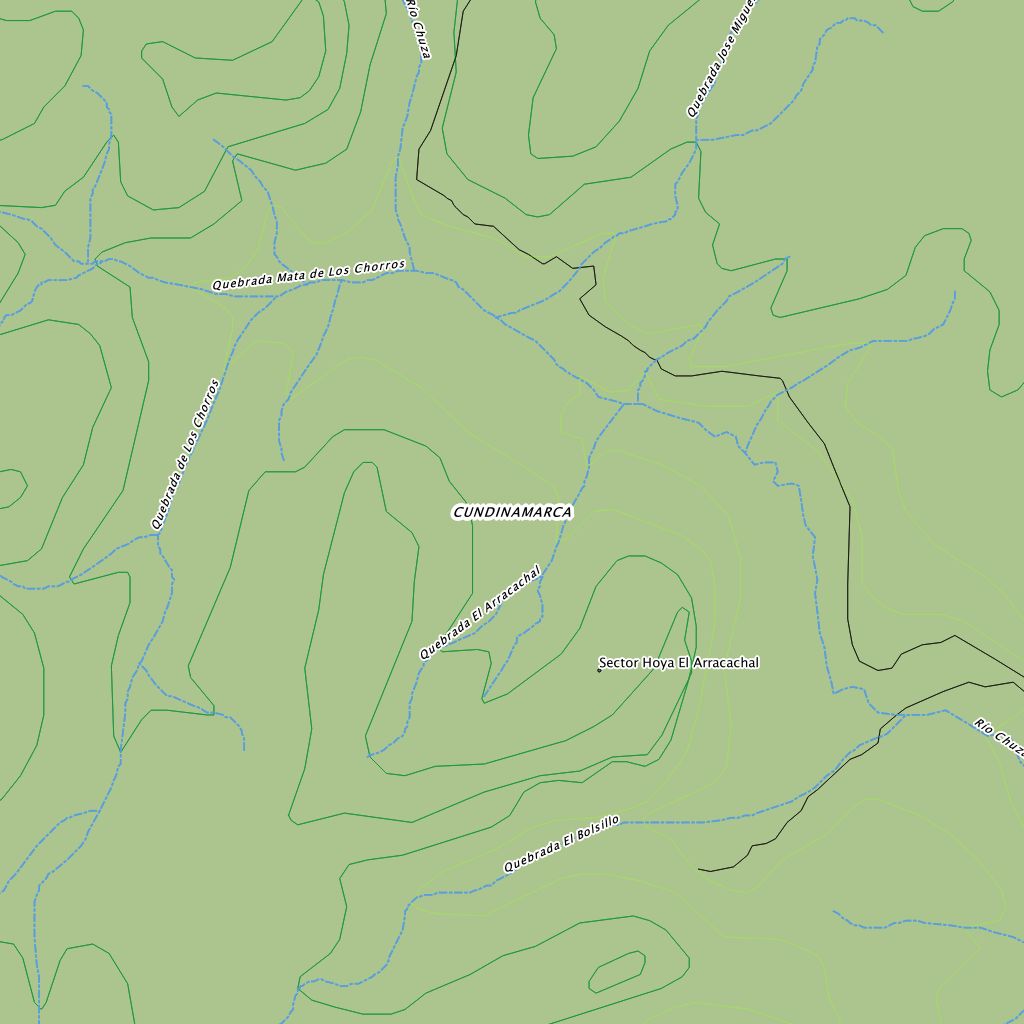 Río Chuza
Quebrada Jose Migue
Quebrada Mata de Los Chorros
Quebrada de Los Chorros
CUNDINAMARCA
Quebrada El Arracachal
Sector Hoya El Arracachal
Río Chuza
Quebrada El Bolsillo